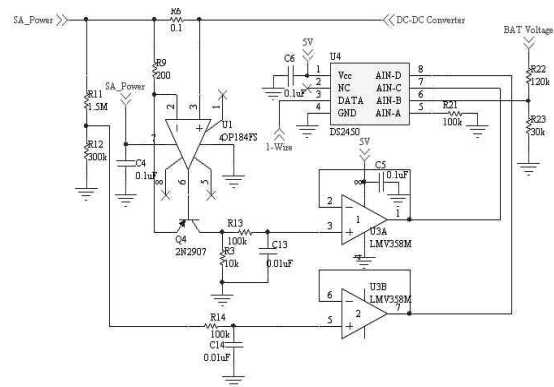 SA_Power
R6
0.1
DC-DC Converter
BAT Voltage
R9
200
SA_Power
R11
1.5M
R12
300k
C4
0.1uF
2
3
1
7
4
U1
OP184FS
8
6
5
Q4
2N2907
R13
100k
R3
10k
C13
0.01uF
R14
100k
C14
0.01uF
5V
C6
0.1uF
U4
1 Vcc AIN-D 8
2 NC AIN-C 7
3 DATA AIN-B 6
4 GND AIN-A 5
DS2450
1-Wire
R21
100k
R22
120k
R23
30k
5V
C5
0.1uF
8
2
3
1
1
4
U3A
LMV358M
U3B
LMV358M
6
5
2
7